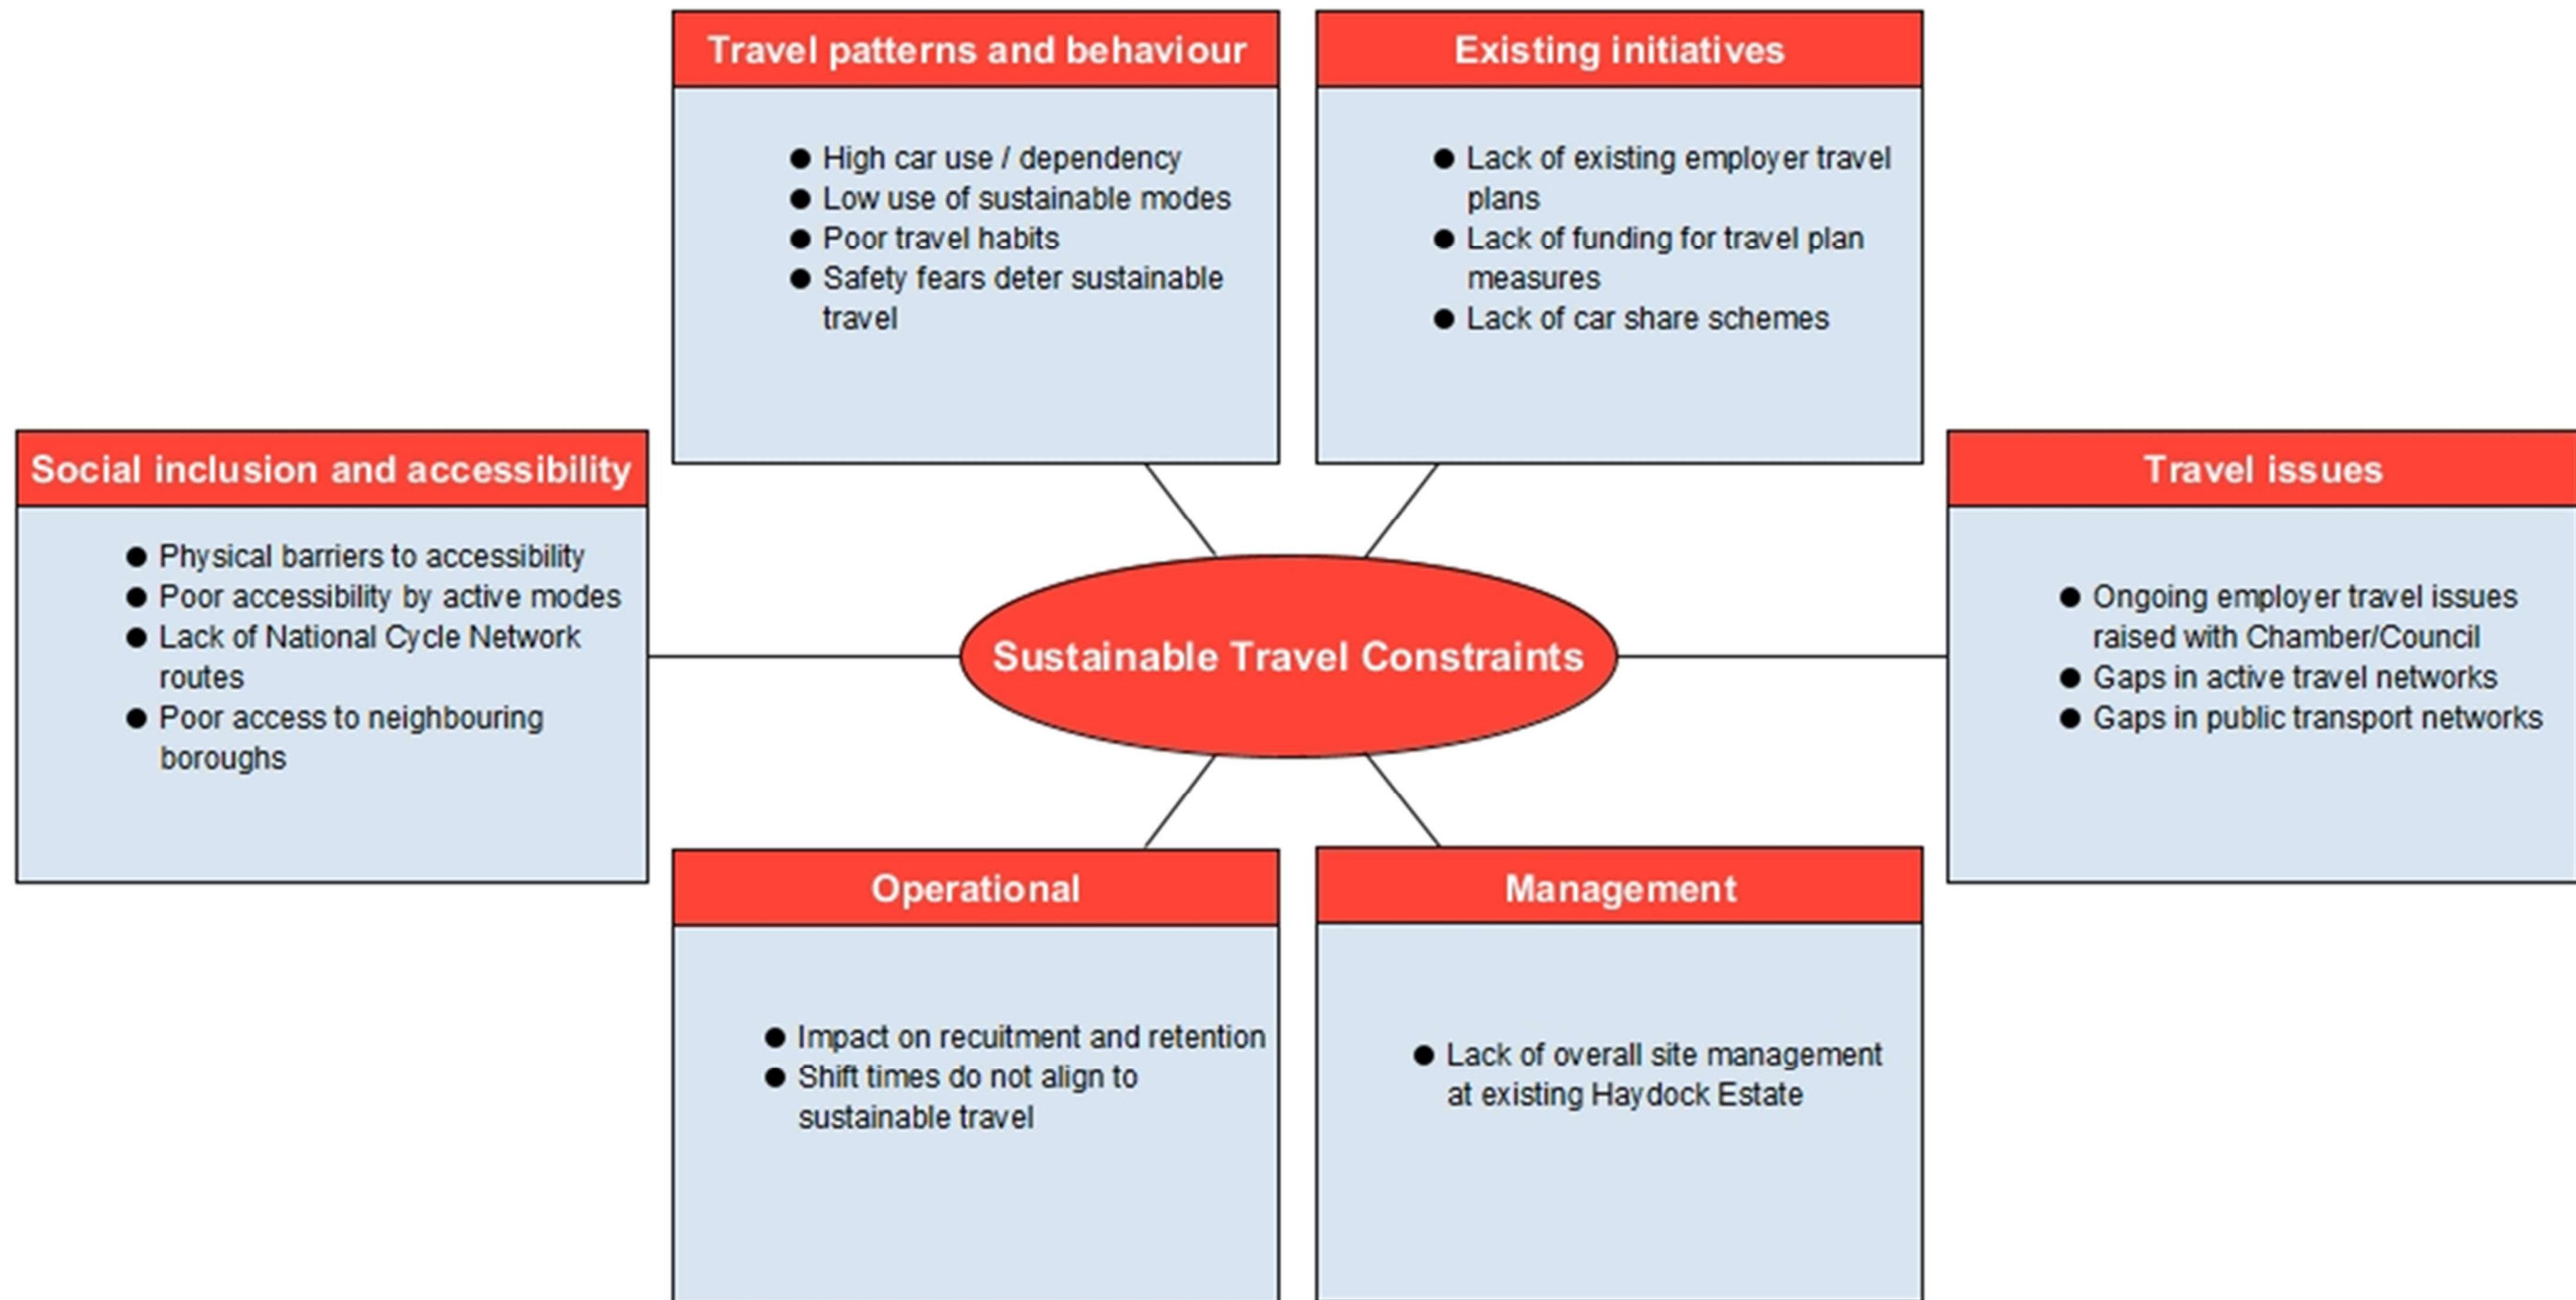 Travel patterns and behaviour
● High car use / dependency
● Low use of sustainable modes
● Poor travel habits
● Safety fears deter sustainable
travel
Existing initiatives
● Lack of existing employer travel
plans
● Lack of funding for travel plan
measures
● Lack of car share schemes
Social inclusion and accessibility
● Physical barriers to accessibility
● Poor accessibility by active modes
● Lack of National Cycle Network
routes
● Poor access to neighbouring
boroughs
Sustainable Travel Constraints
Travel issues
● Ongoing employer travel issues
raised with Chamber/Council
● Gaps in active travel networks
● Gaps in public transport networks
Operational
● Impact on recuitment and retention
● Shift times do not align to
sustainable travel
Management
● Lack of overall site management
at existing Haydock Estate